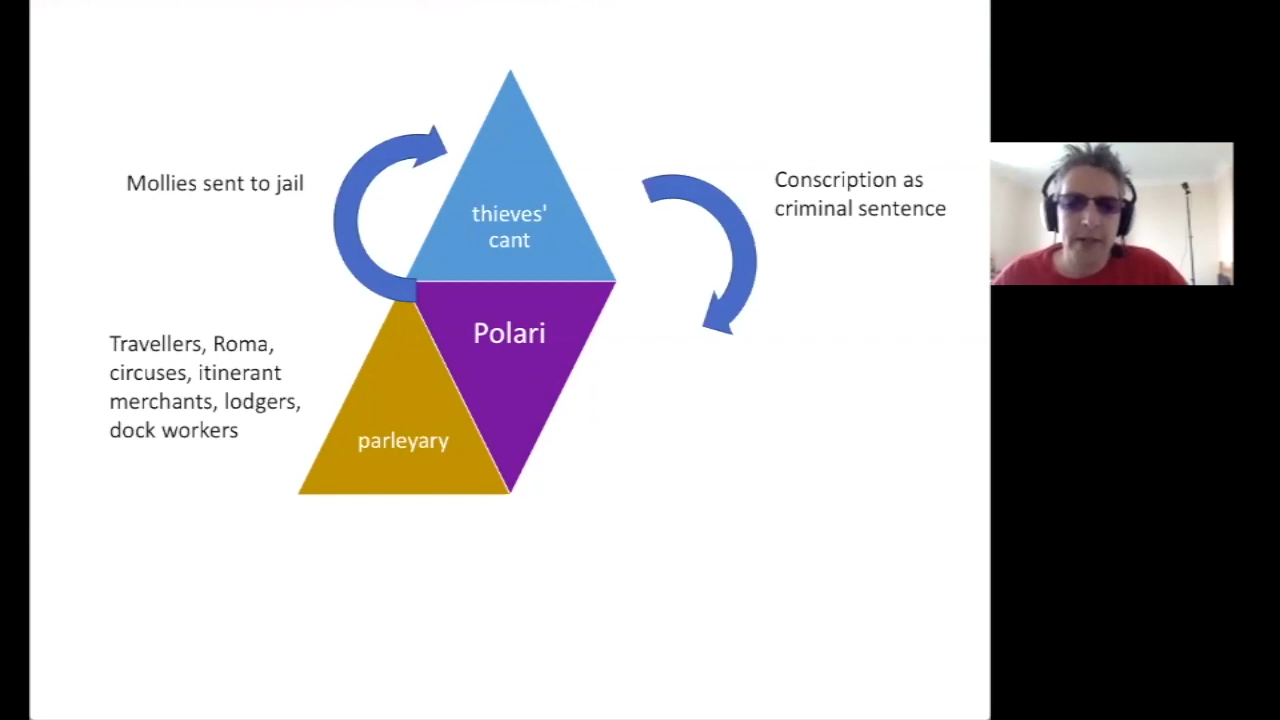 Mollies sent to jail
thieves'
cant
Conscription as
criminal sentence
Polari
Travellers, Roma,
circuses, itinerant
merchants, lodgers,
dock workers
parleyary